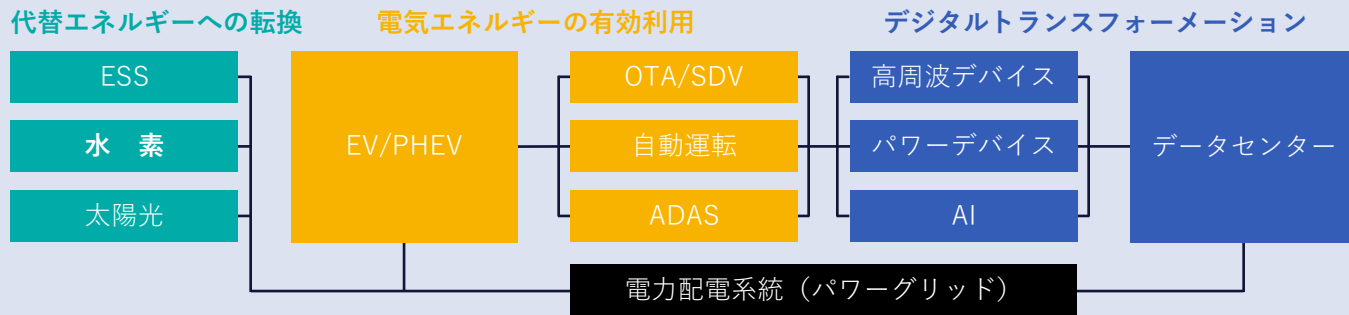 代替エネルギーへの転換
電気エネルギーの有効利用
デジタルトランスフォーメーション
ESS
水　素
太陽光
EV/PHEV
OTA/SDV
自動運転
ADAS
高周波デバイス
パワーデバイス
AI
データセンター
電力配電系統（パワーグリッド）